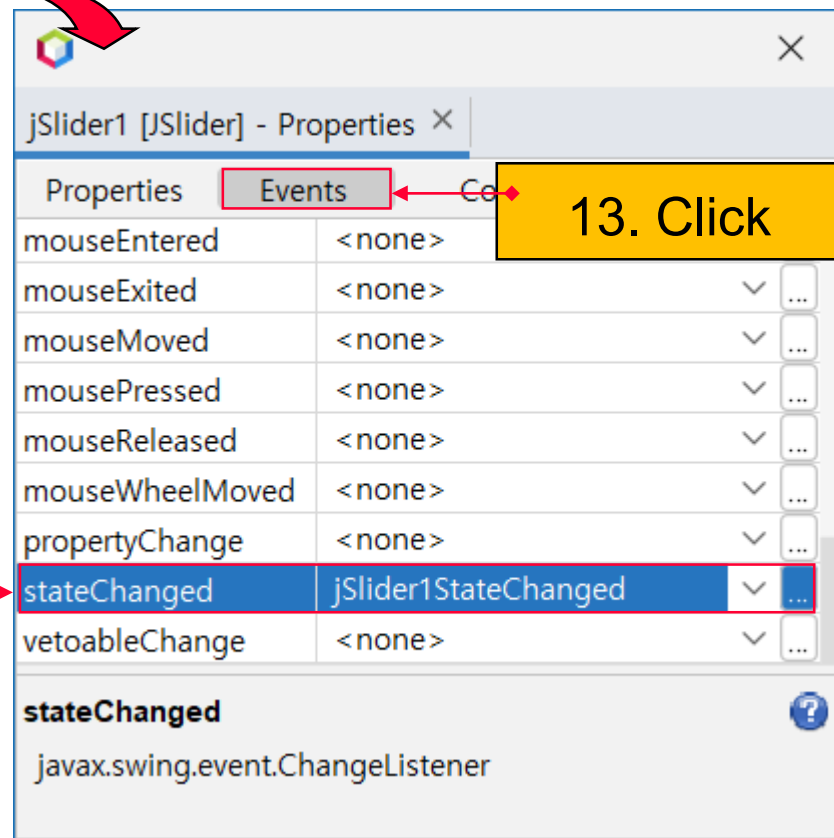 jSlider1 [JSlider] - Properties
Properties Events Co
13. Click
mouseEntered <none>
mouseExited <none> ...
mouseMoved <none> ...
mousePressed <none> ...
mouseReleased <none> ...
mouseWheelMoved <none> ...
propertyChange <none> ...
stateChanged jSlider1StateChanged ...
vetoableChange <none> ...
stateChanged
javax.swing.event.ChangeListener